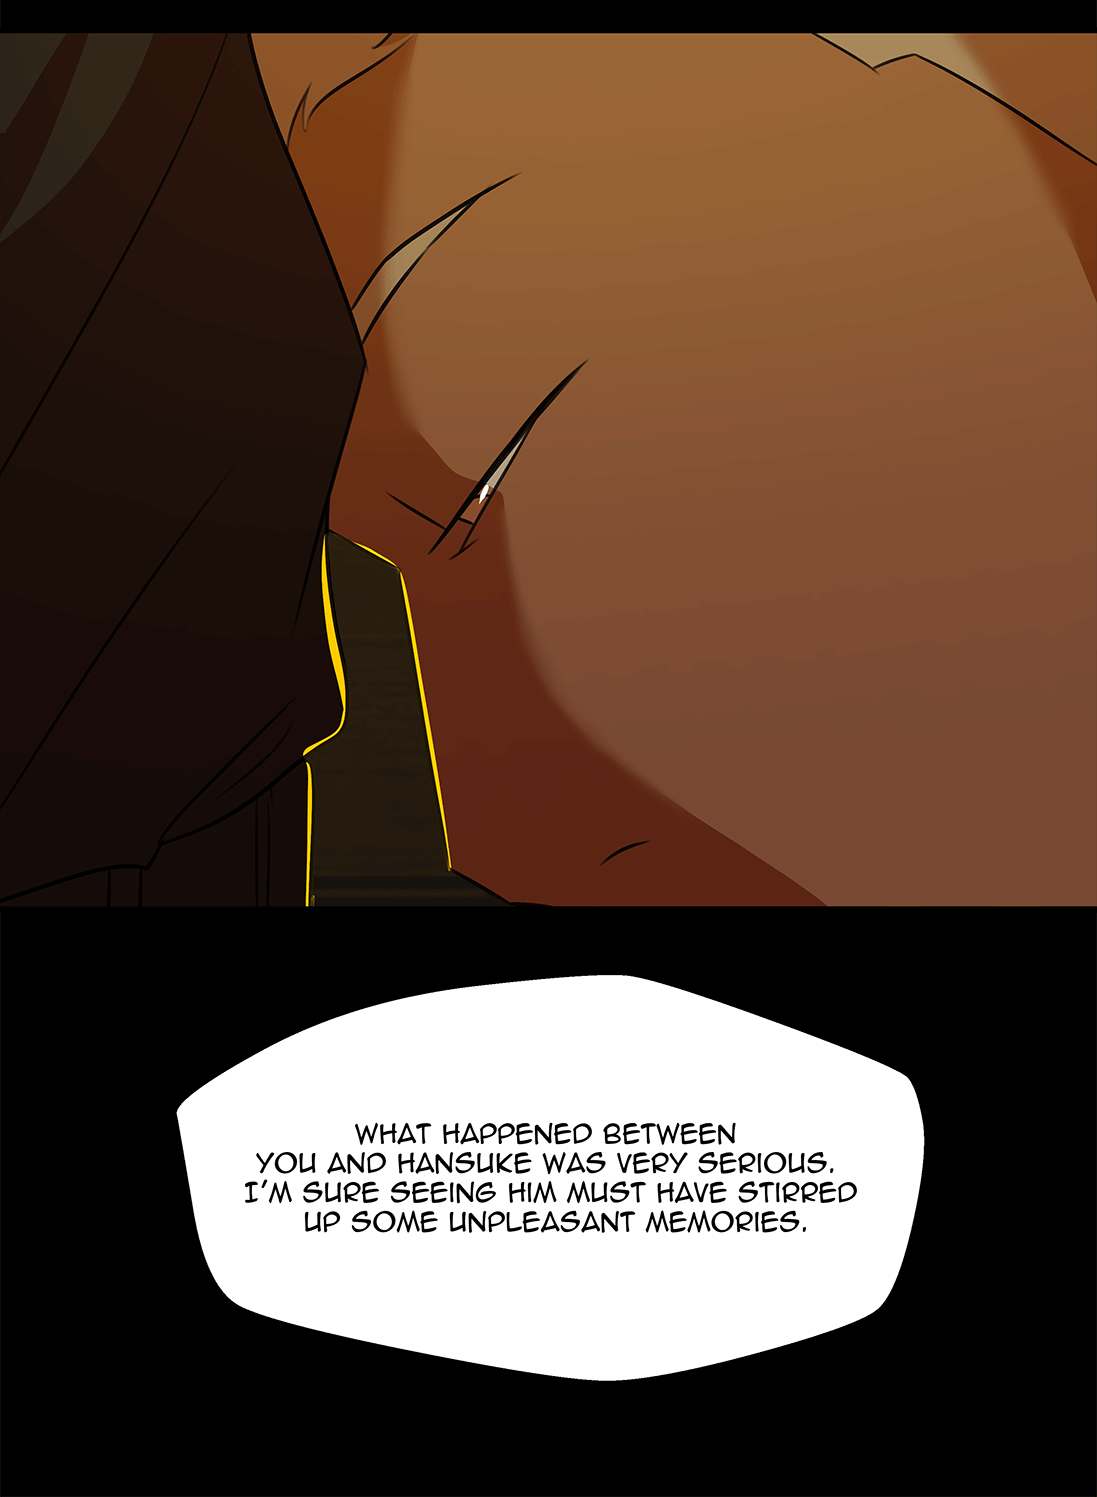 WHAT HAPPENED BETWEEN
YOU AND HANSUKE WAS VERY SERIOUS.
I'M SURE SEEING HIM MUST HAVE STIRRED
UP SOME UNPLEASANT MEMORIES.